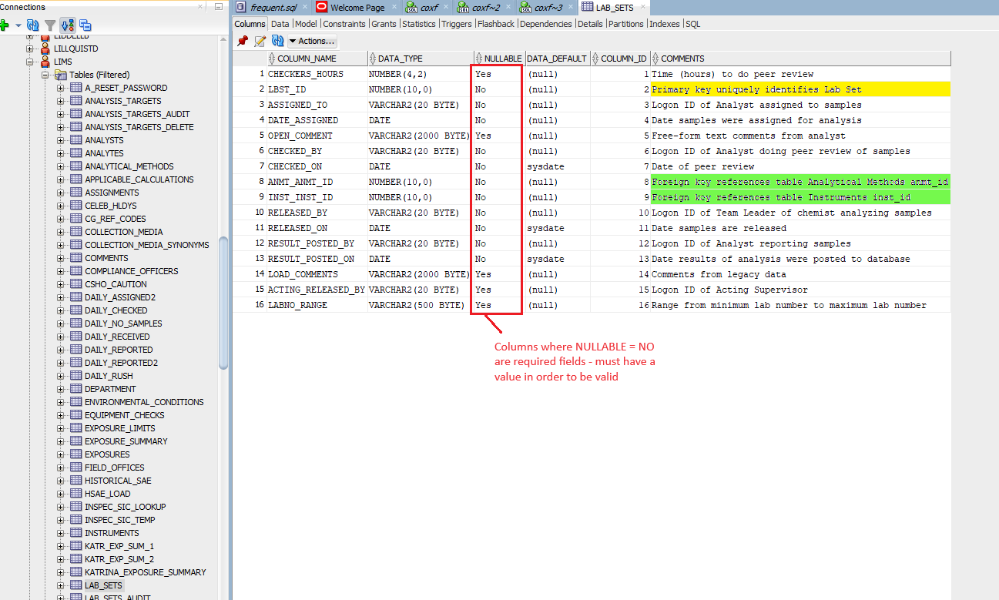 Connections
LIDDELLD
LILLQUISTD
LIMS
Tables (Filtered)
A_RESET_PASSWORD
ANALYSIS_TARGETS
ANALYSIS_TARGETS_AUDIT
ANALYSIS_TARGETS_DELETE
ANALYSTS
ANALYTES
ANALYTICAL_METHODS
APPLICABLE_CALCULATIONS
ASSIGNMENTS
CELEB_HLDYS
CG_REF_CODES
COLLECTION_MEDIA
COLLECTION_MEDIA_SYNONYMS
COMMENTS
COMPLIANCE_OFFICERS
CSHO_CAUTION
DAILY_ASSIGNED2
DAILY_CHECKED
DAILY_NO_SAMPLES
DAILY_RECEIVED
DAILY_REPORTED
DAILY_REPORTED2
DAILY_RUSH
DEPARTMENT
ENVIRONMENTAL_CONDITIONS
EQUIPMENT_CHECKS
EXPOSURE_LIMITS
EXPOSURE_SUMMARY
EXPOSURES
FIELD_OFFICES
HISTORICAL_SAE
HSAE_LOAD
INSPEC_SIC_LOOKUP
INSPEC_SIC_TEMP
INSTRUMENTS
KATR_EXP_SUM_1
KATR_EXP_SUM_2
KATRINA_EXPOSURE_SUMMARY
LAB_SETS
LAB_SETS_AUDIT
frequent.sql Welcome Page coxf coxf~2 coxf~3 LAB_SETS
Columns Data Model Constraints Grants Statistics Triggers Flashback Dependencies Details Partitions Indexes SQL
Actions...
COLUMN_NAME DATA_TYPE NULLABLE DATA_DEFAULT COLUMN_ID COMMENTS
1 CHECKERS_HOURS NUMBER(4,2) Yes (null) 1 Time (hours) to do peer review
2 LBST_ID NUMBER(10,0) No (null) 2 Primary key uniquely identifies Lab Set
3 ASSIGNED_TO VARCHAR2(20 BYTE) No (null) 3 Logon ID of Analyst assigned to samples
4 DATE_ASSIGNED DATE No (null) 4 Date samples were assigned for analysis
5 OPEN_COMMENT VARCHAR2(2000 BYTE) Yes (null) 5 Free-form text comments from analyst
6 CHECKED_BY VARCHAR2(20 BYTE) No (null) 6 Logon ID of Analyst doing peer review of samples
7 CHECKED_ON DATE No sysdate 7 Date of peer review
8 ANMT_ANMT_ID NUMBER(10,0) No (null) 8 Foreign key references table Analytical Methods anmt_id
9 INST_INST_ID NUMBER(10,0) No (null) 9 Foreign key references table Instruments inst_id
10 RELEASED_BY VARCHAR2(20 BYTE) No (null) 10 Logon ID of Team Leader of chemist analyzing samples
11 RELEASED_ON DATE No sysdate 11 Date samples are released
12 RESULT_POSTED_BY VARCHAR2(20 BYTE) No (null) 12 Logon ID of Analyst reporting samples
13 RESULT_POSTED_ON DATE No sysdate 13 Date results of analysis were posted to database
14 LOAD_COMMENTS VARCHAR2(2000 BYTE) Yes (null) 14 Comments from legacy data
15 ACTING_RELEASED_BY VARCHAR2(20 BYTE) Yes (null) 15 Logon ID of Acting Supervisor
16 LABNO_RANGE VARCHAR2(500 BYTE) Yes (null) 16 Range from minimum lab number to maximum lab number
Columns where NULLABLE = NO
are required fields - must have a
value in order to be valid